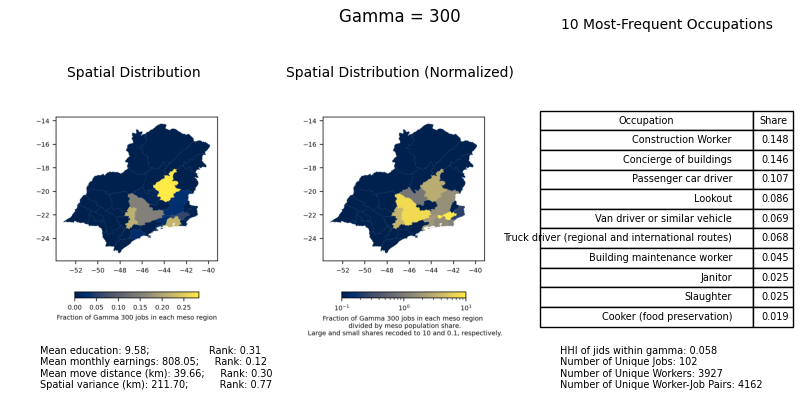 Gamma = 300
10 Most-Frequent Occupations
Spatial Distribution
Spatial Distribution (Normalized)
−14
−16
−18
−20
−22
−24
−52 −50 −48 −46 −44 −42 −40
0.00 0.05 0.10 0.15 0.20 0.25
Fraction of Gamma 300 jobs in each meso region
−14
−16
−18
−20
−22
−24
−52 −50 −48 −46 −44 −42 −40
10⁻¹ 10⁰ 10¹
Fraction of Gamma 300 jobs in each meso region
divided by meso population share.
Large and small shares recoded to 10 and 0.1, respectively.
Occupation Share
Construction Worker 0.148
Concierge of buildings 0.146
Passenger car driver 0.107
Lookout 0.086
Van driver or similar vehicle 0.069
Truck driver (regional and international routes) 0.068
Building maintenance worker 0.045
Janitor 0.025
Slaughter 0.025
Cooker (food preservation) 0.019
Mean education: 9.58; Rank: 0.31
Mean monthly earnings: 808.05; Rank: 0.12
Mean move distance (km): 39.66; Rank: 0.30
Spatial variance (km): 211.70; Rank: 0.77
HHI of jids within gamma: 0.058
Number of Unique Jobs: 102
Number of Unique Workers: 3927
Number of Unique Worker-Job Pairs: 4162